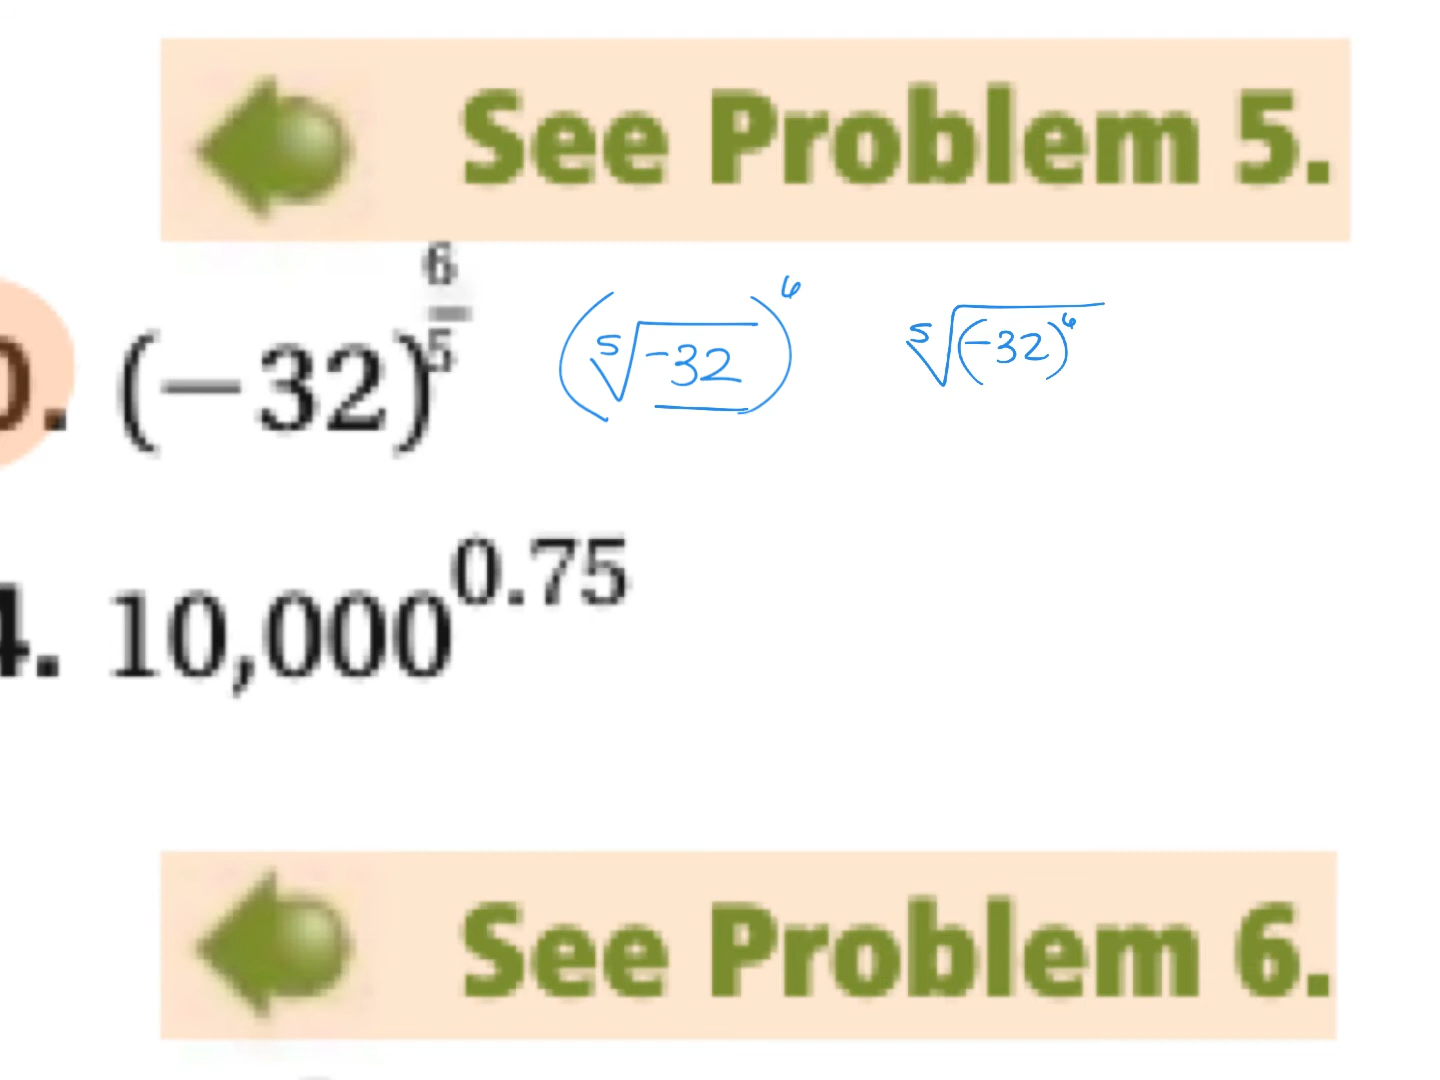 See Problem 5.
0. (−32)^(6/5) (⁵√−32)⁶ ⁵√(−32)⁶
4. 10,000^0.75
See Problem 6.